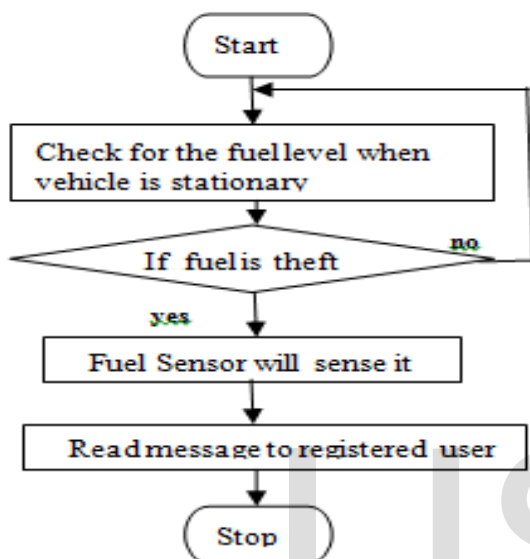 Start
Check for the fuel level when
vehicle is stationary
If fuel is theft
no
yes
Fuel Sensor will sense it
Read message to registered user
Stop